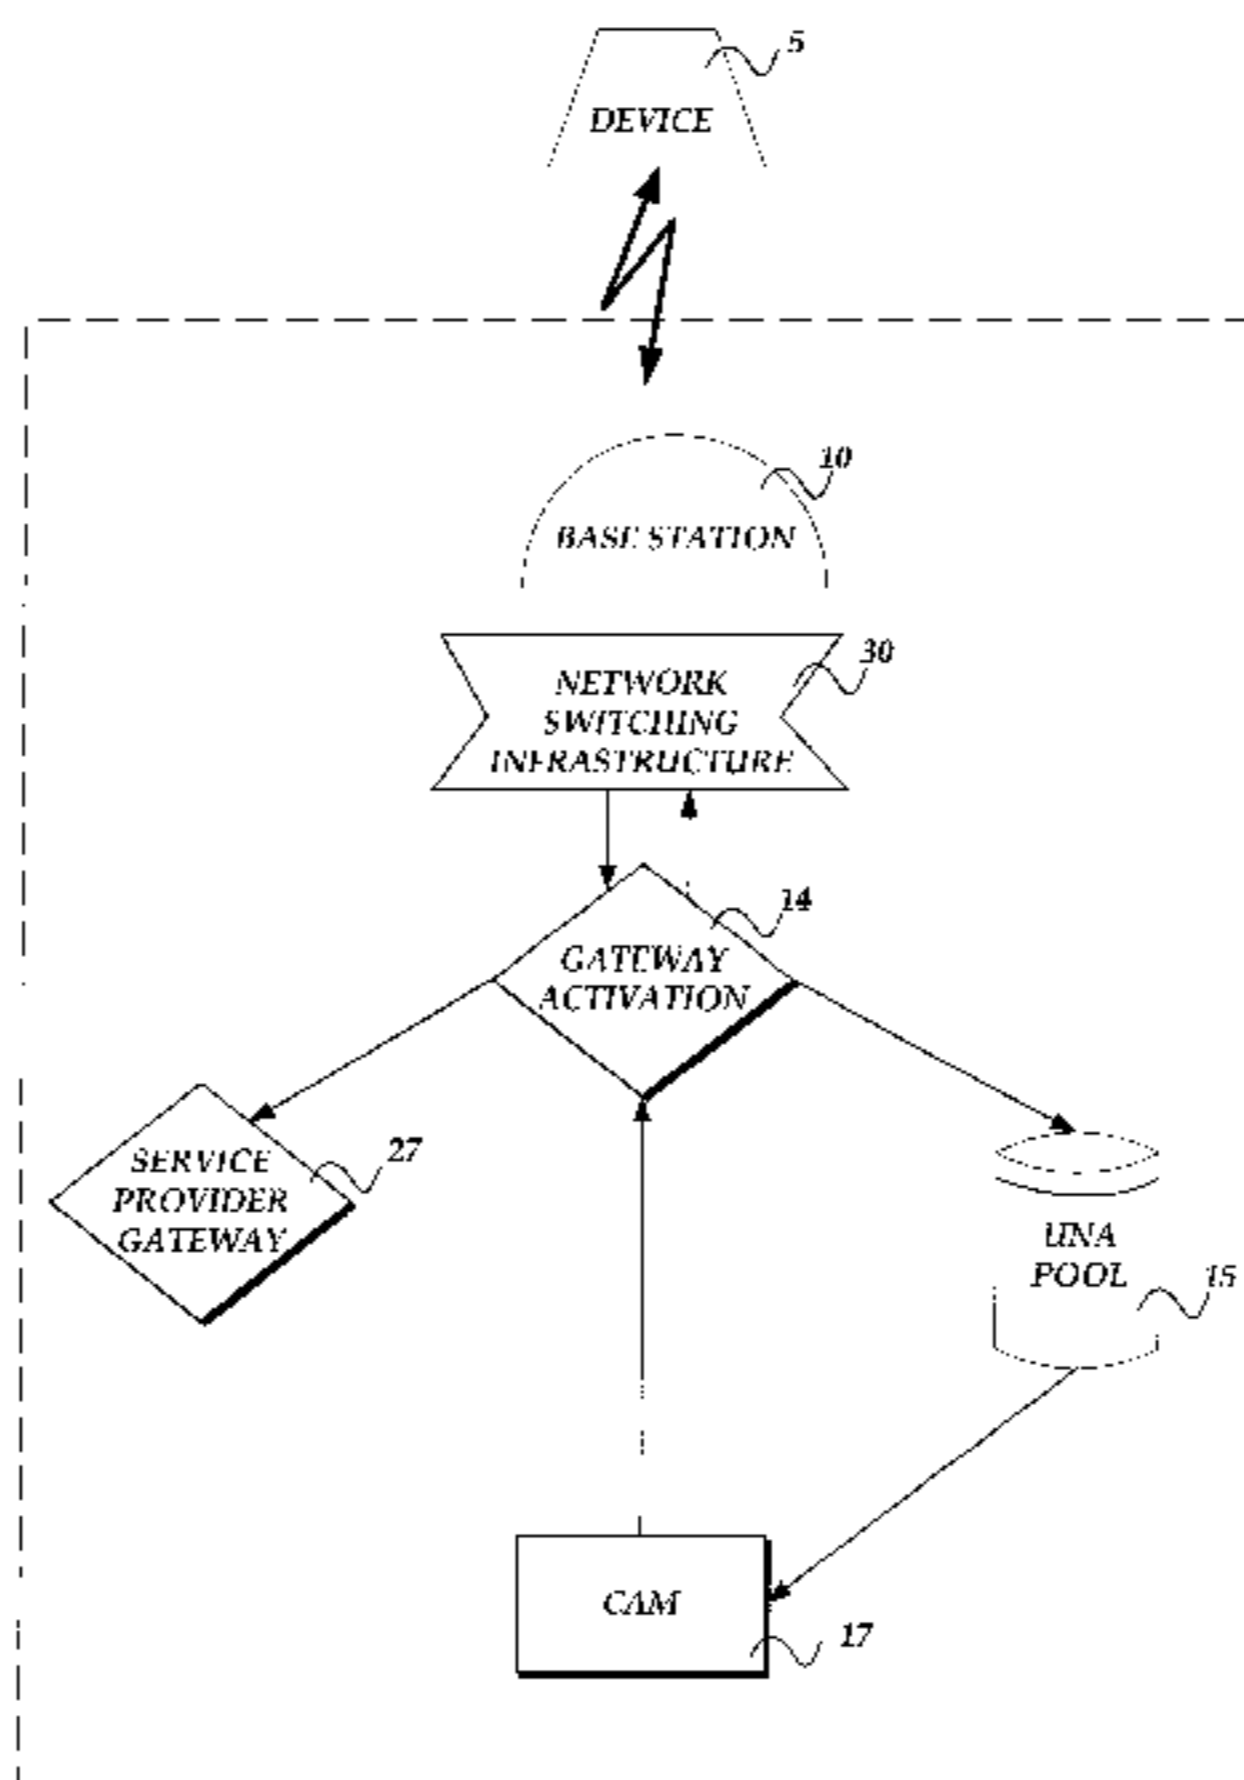 5
DEVICE
10
BASE STATION
30
NETWORK
SWITCHING
INFRASTRUCTURE
14
GATEWAY
ACTIVATION
27
SERVICE
PROVIDER
GATEWAY
UNA
POOL
15
CAM
17